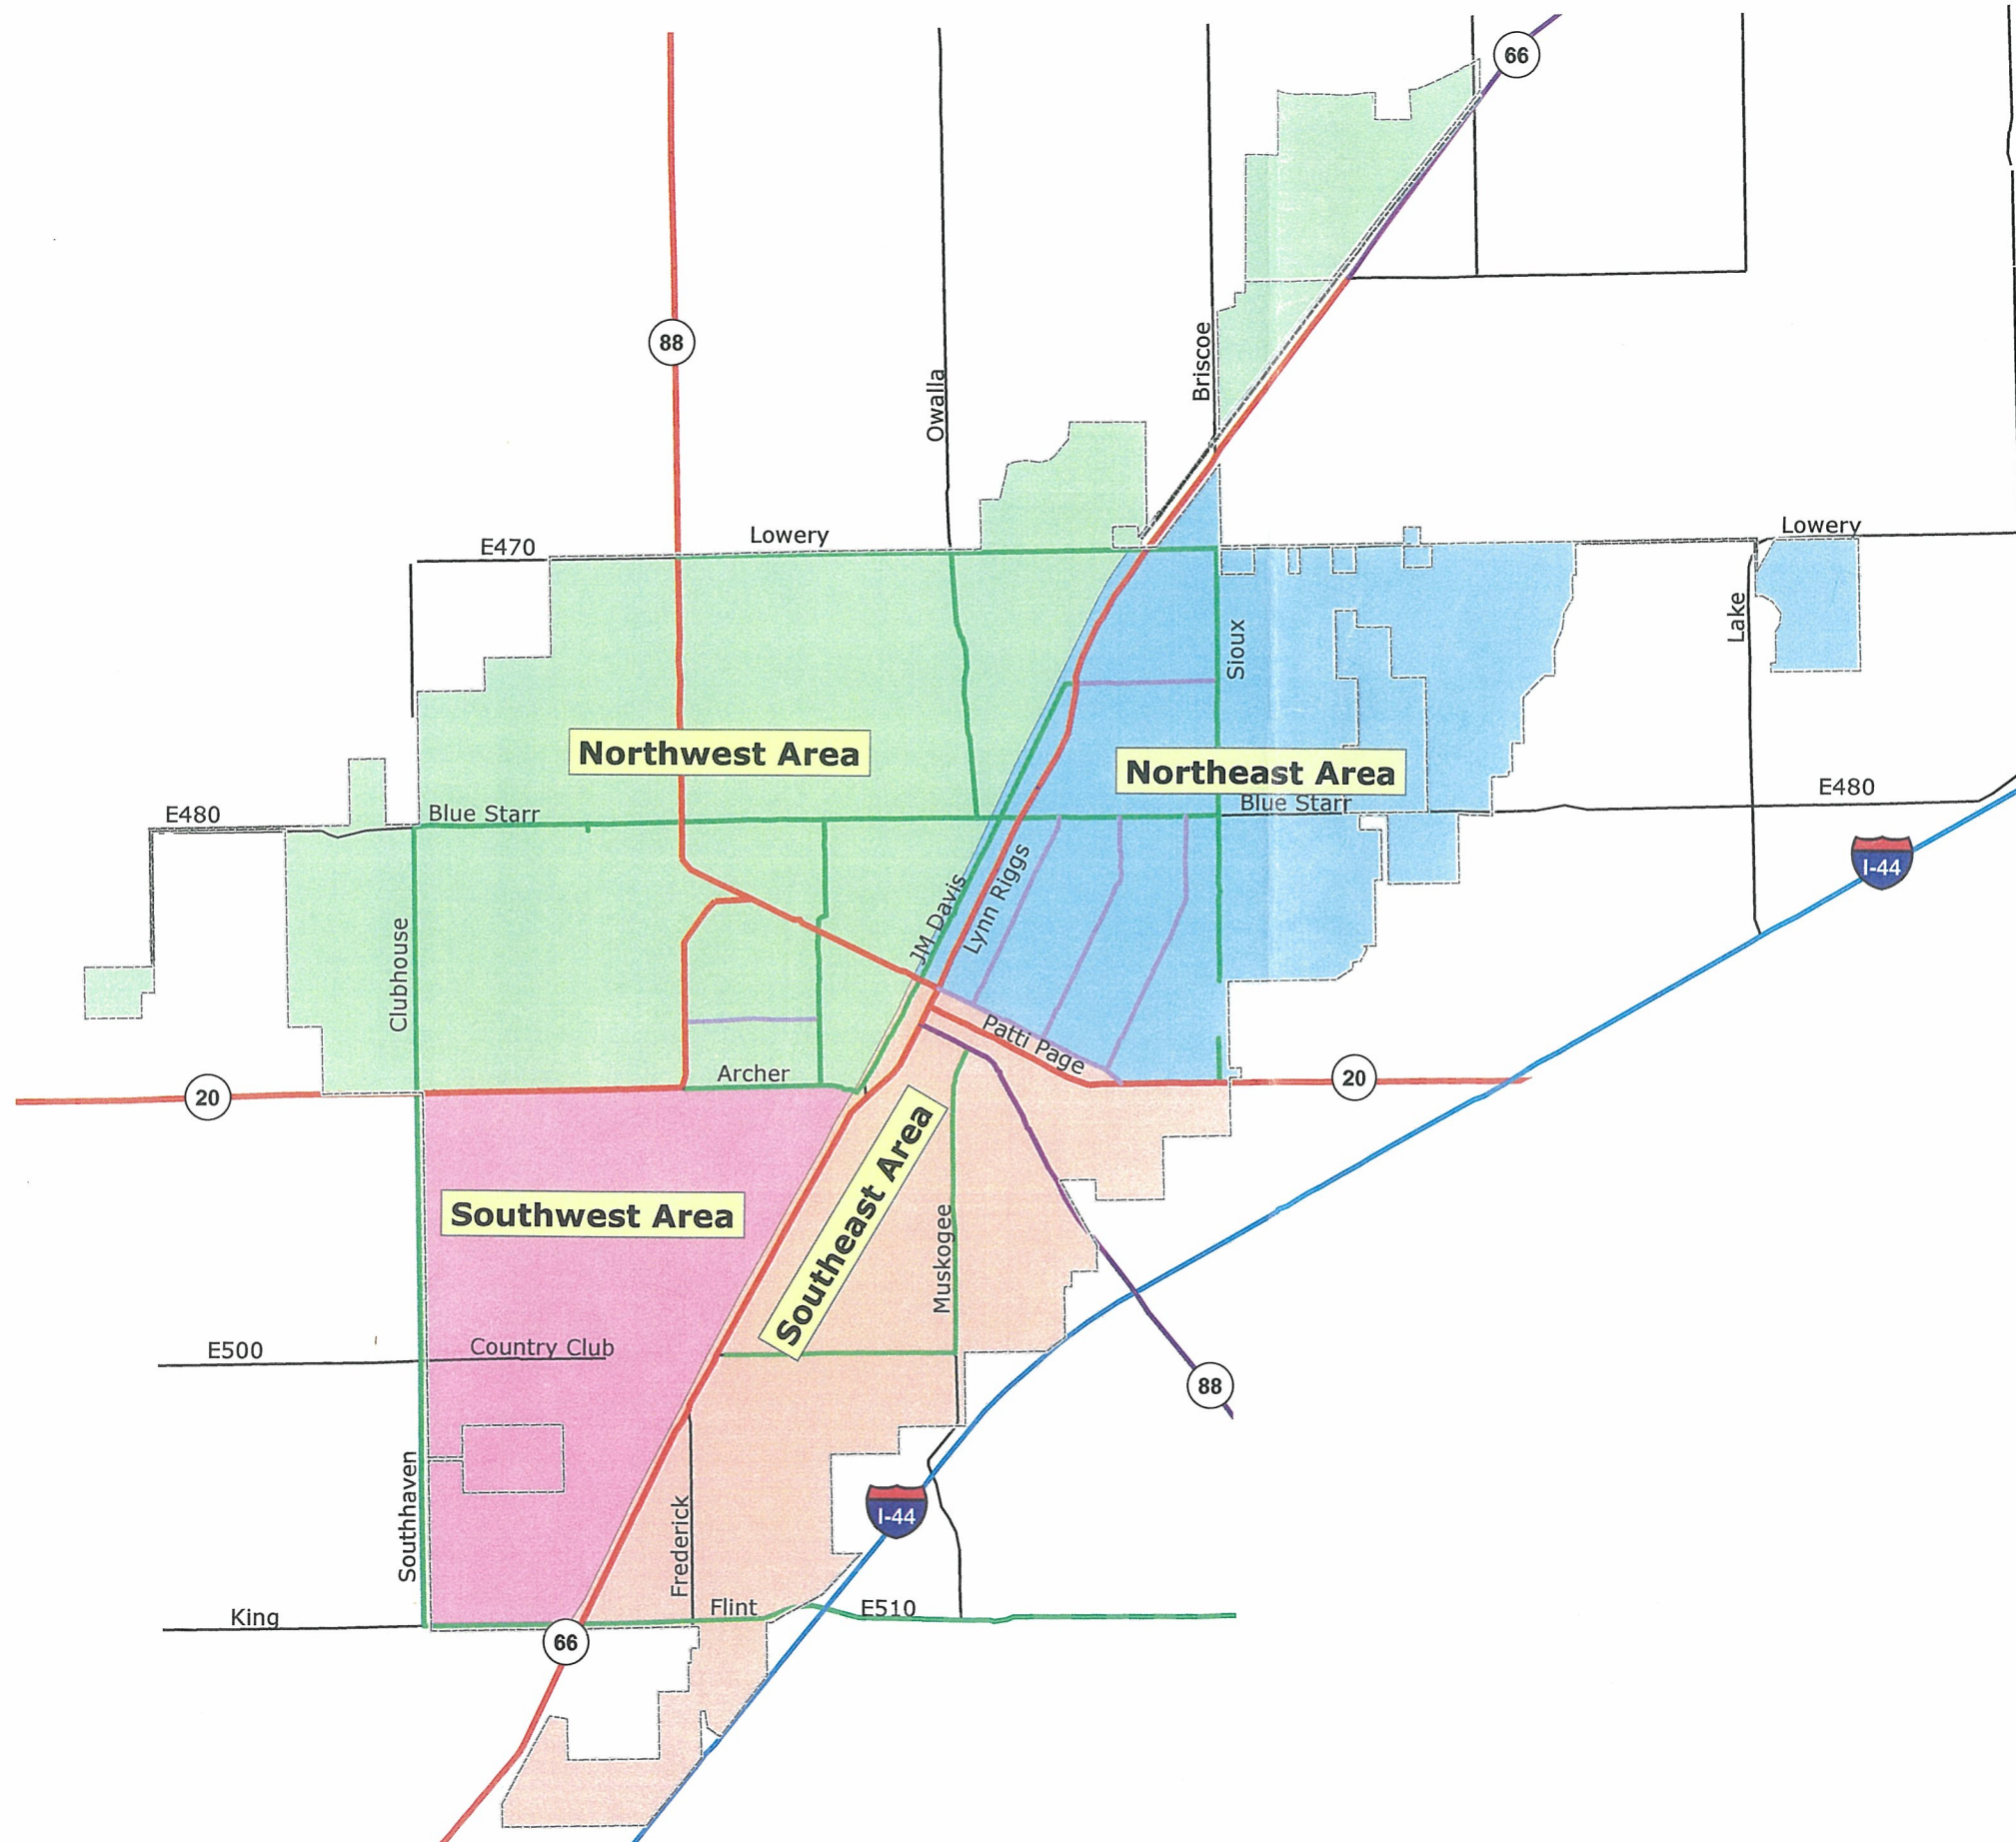 66
88
Owalla
Briscoe
Lowery
E470
Lowery
Lake
Sioux
Northwest Area
Northeast Area
Blue Starr
E480
E480
Blue Starr
I-44
JM Davis
Lynn Riggs
Clubhouse
Patti Page
Archer
20
20
Southwest Area
Southeast Area
Muskogee
E500
Country Club
88
Southhaven
Frederick
I-44
King
Flint
E510
66